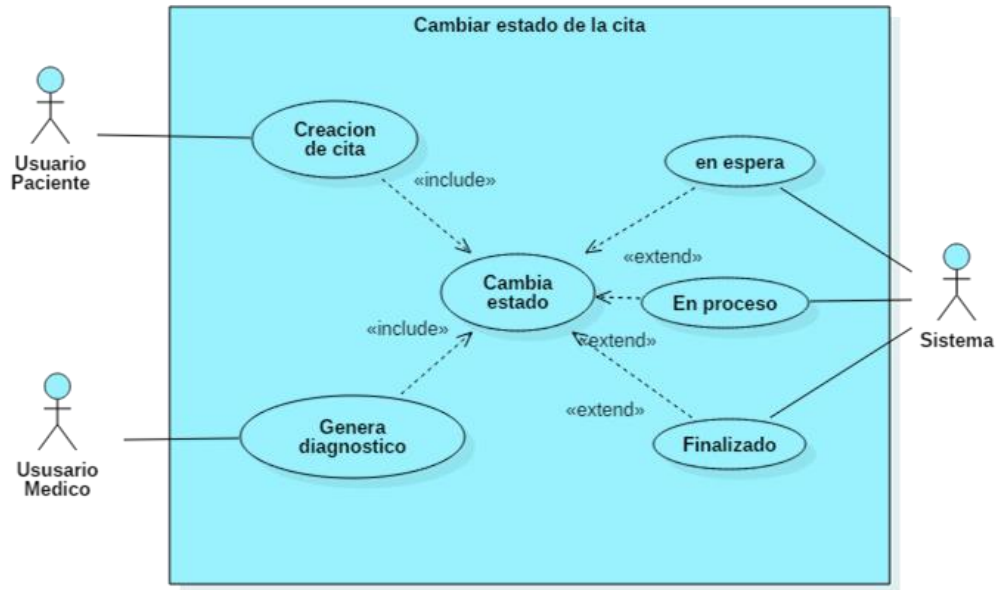 Cambiar estado de la cita
Usuario
Paciente
Creacion
de cita
«include»
en espera
«extend»
Cambia
estado
En proceso
Sistema
«include»
«extend»
«extend»
Genera
diagnostico
Finalizado
Ususario
Medico